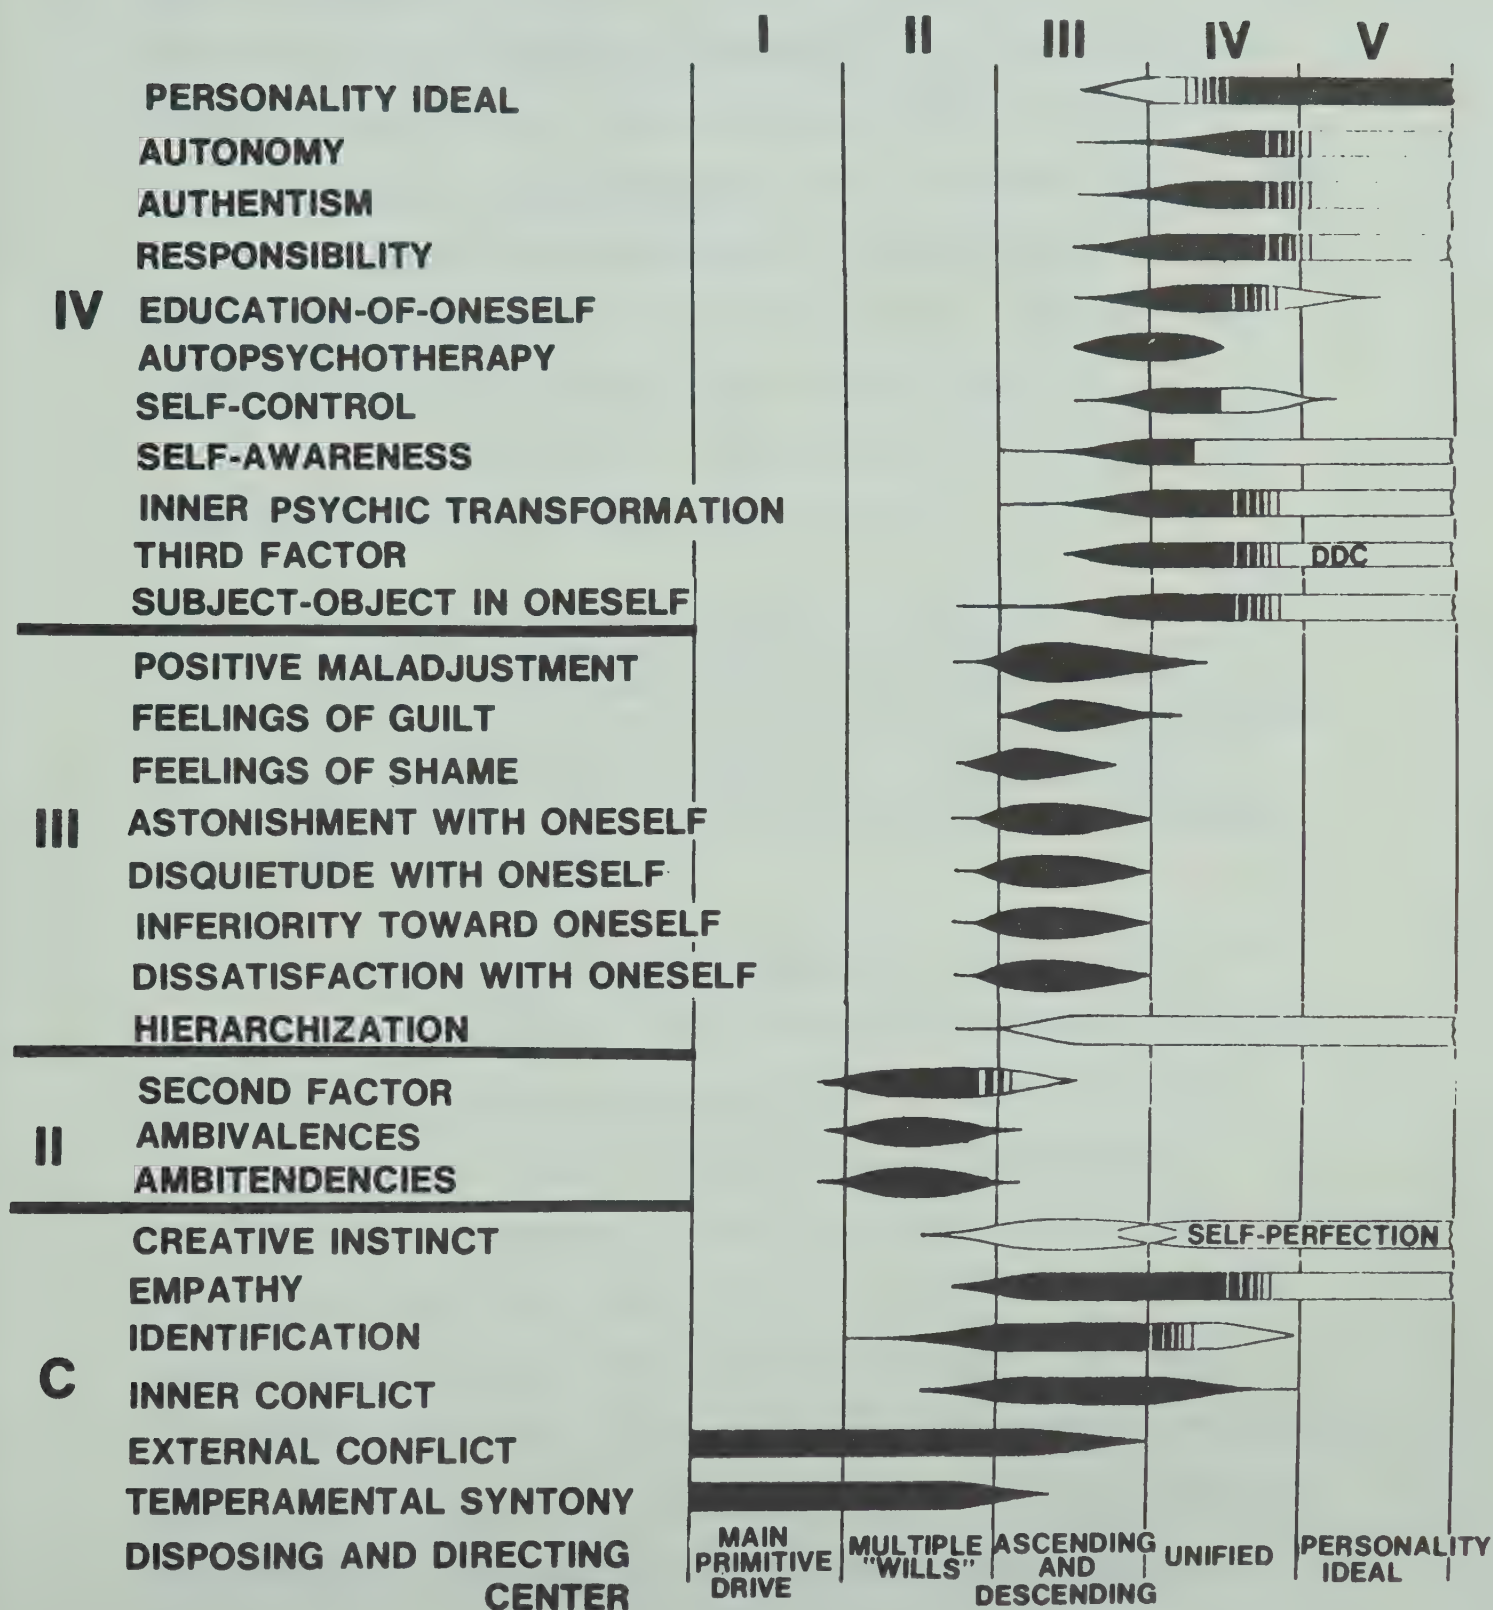 I II III IV V
PERSONALITY IDEAL
AUTONOMY
AUTHENTISM
RESPONSIBILITY
IV EDUCATION-OF-ONESELF
AUTOPSYCHOTHERAPY
SELF-CONTROL
SELF-AWARENESS
INNER PSYCHIC TRANSFORMATION
THIRD FACTOR DDC
SUBJECT-OBJECT IN ONESELF
POSITIVE MALADJUSTMENT
FEELINGS OF GUILT
FEELINGS OF SHAME
III ASTONISHMENT WITH ONESELF
DISQUIETUDE WITH ONESELF
INFERIORITY TOWARD ONESELF
DISSATISFACTION WITH ONESELF
HIERARCHIZATION
SECOND FACTOR
II AMBIVALENCES
AMBITENDENCIES
CREATIVE INSTINCT SELF-PERFECTION
EMPATHY
IDENTIFICATION
C INNER CONFLICT
EXTERNAL CONFLICT
TEMPERAMENTAL SYNTONY
DISPOSING AND DIRECTING
CENTER
MAIN
PRIMITIVE
DRIVE
MULTIPLE
"WILLS"
ASCENDING
AND
DESCENDING
UNIFIED
PERSONALITY
IDEAL